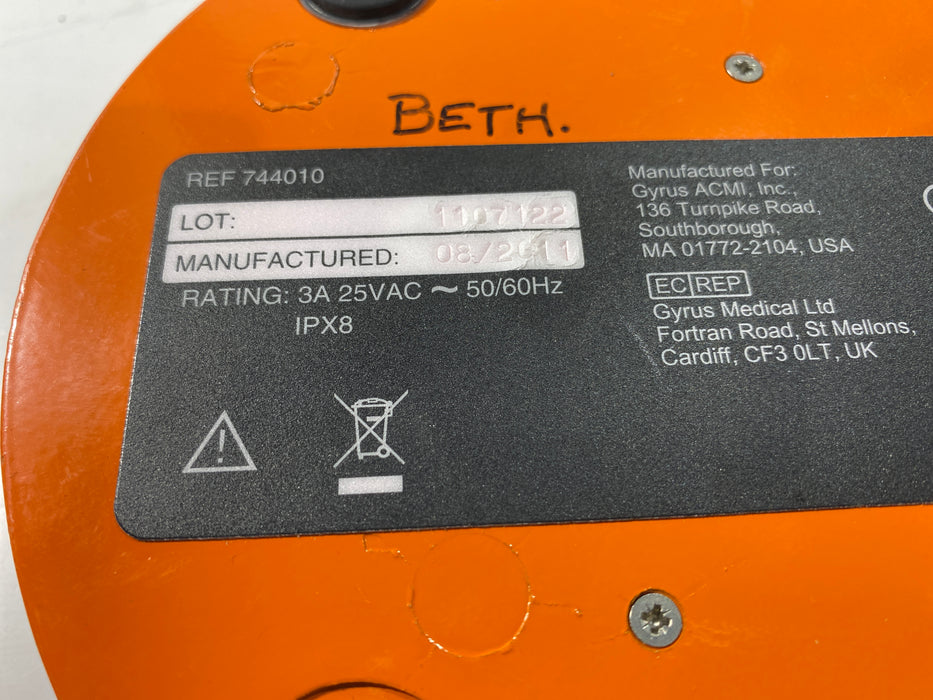 BETH.
REF 744010
LOT: 1107122
MANUFACTURED: 08/2011
RATING: 3A 25VAC ~ 50/60Hz
IPX8
Manufactured For:
Gyrus ACMI, Inc.,
136 Turnpike Road,
Southborough,
MA 01772-2104, USA
EC REP
Gyrus Medical Ltd
Fortran Road, St Mellons,
Cardiff, CF3 0LT, UK